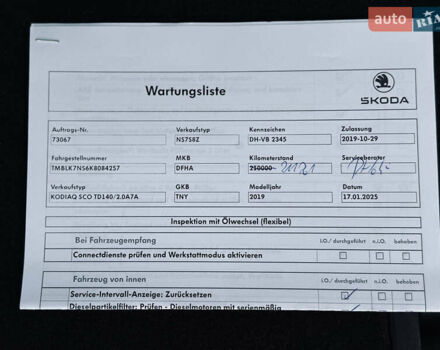 auto RIA
Wartungsliste
SKODA
Auftrags-Nr. Verkaufstyp Kennzeichen Zulassung
73067 NS7S8Z DH-VB 2345 2019-10-29
Fahrgestellnummer MKB Kilometerstand Serviceberater
TMBLK7NS6K8084257 DFHA 250000
Verkaufstyp GKB Modelljahr Datum
KODIAQ SCO TD140/2.0A7A TNY 2019 17.01.2025
Inspektion mit Ölwechsel (flexibel)
Bei Fahrzeugempfang i.O./ durchgeführt n.i.O. behoben
Connectdienste prüfen und Werkstattmodus aktivieren
Fahrzeug von innen i.O./ durchgeführt n.i.O. behoben
Service-Intervall-Anzeige: Zurücksetzen
Dieselpartikelfilter: Prüfen - Dieselmotoren mit serienmäßig